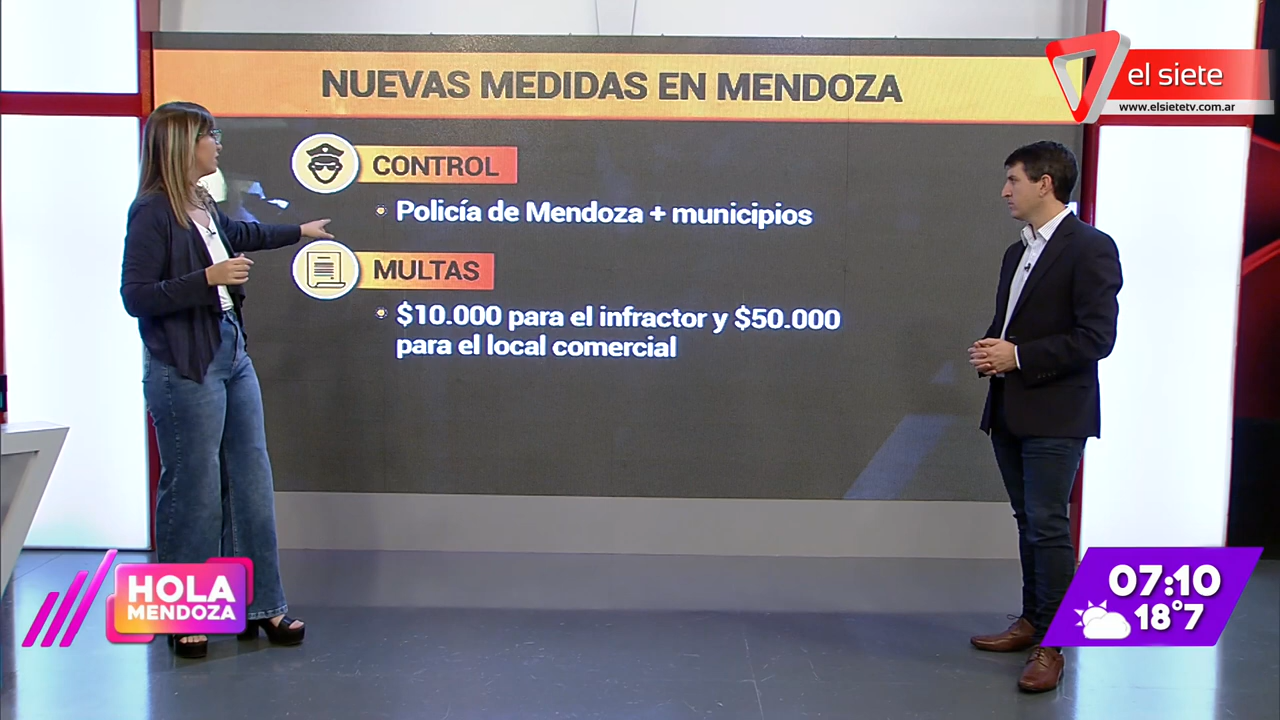 NUEVAS MEDIDAS EN MENDOZA
el siete
www.elsietetv.com.ar
CONTROL
Policía de Mendoza + municipios
MULTAS
$10.000 para el infractor y $50.000
para el local comercial
HOLA
MENDOZA
07:10
18°7